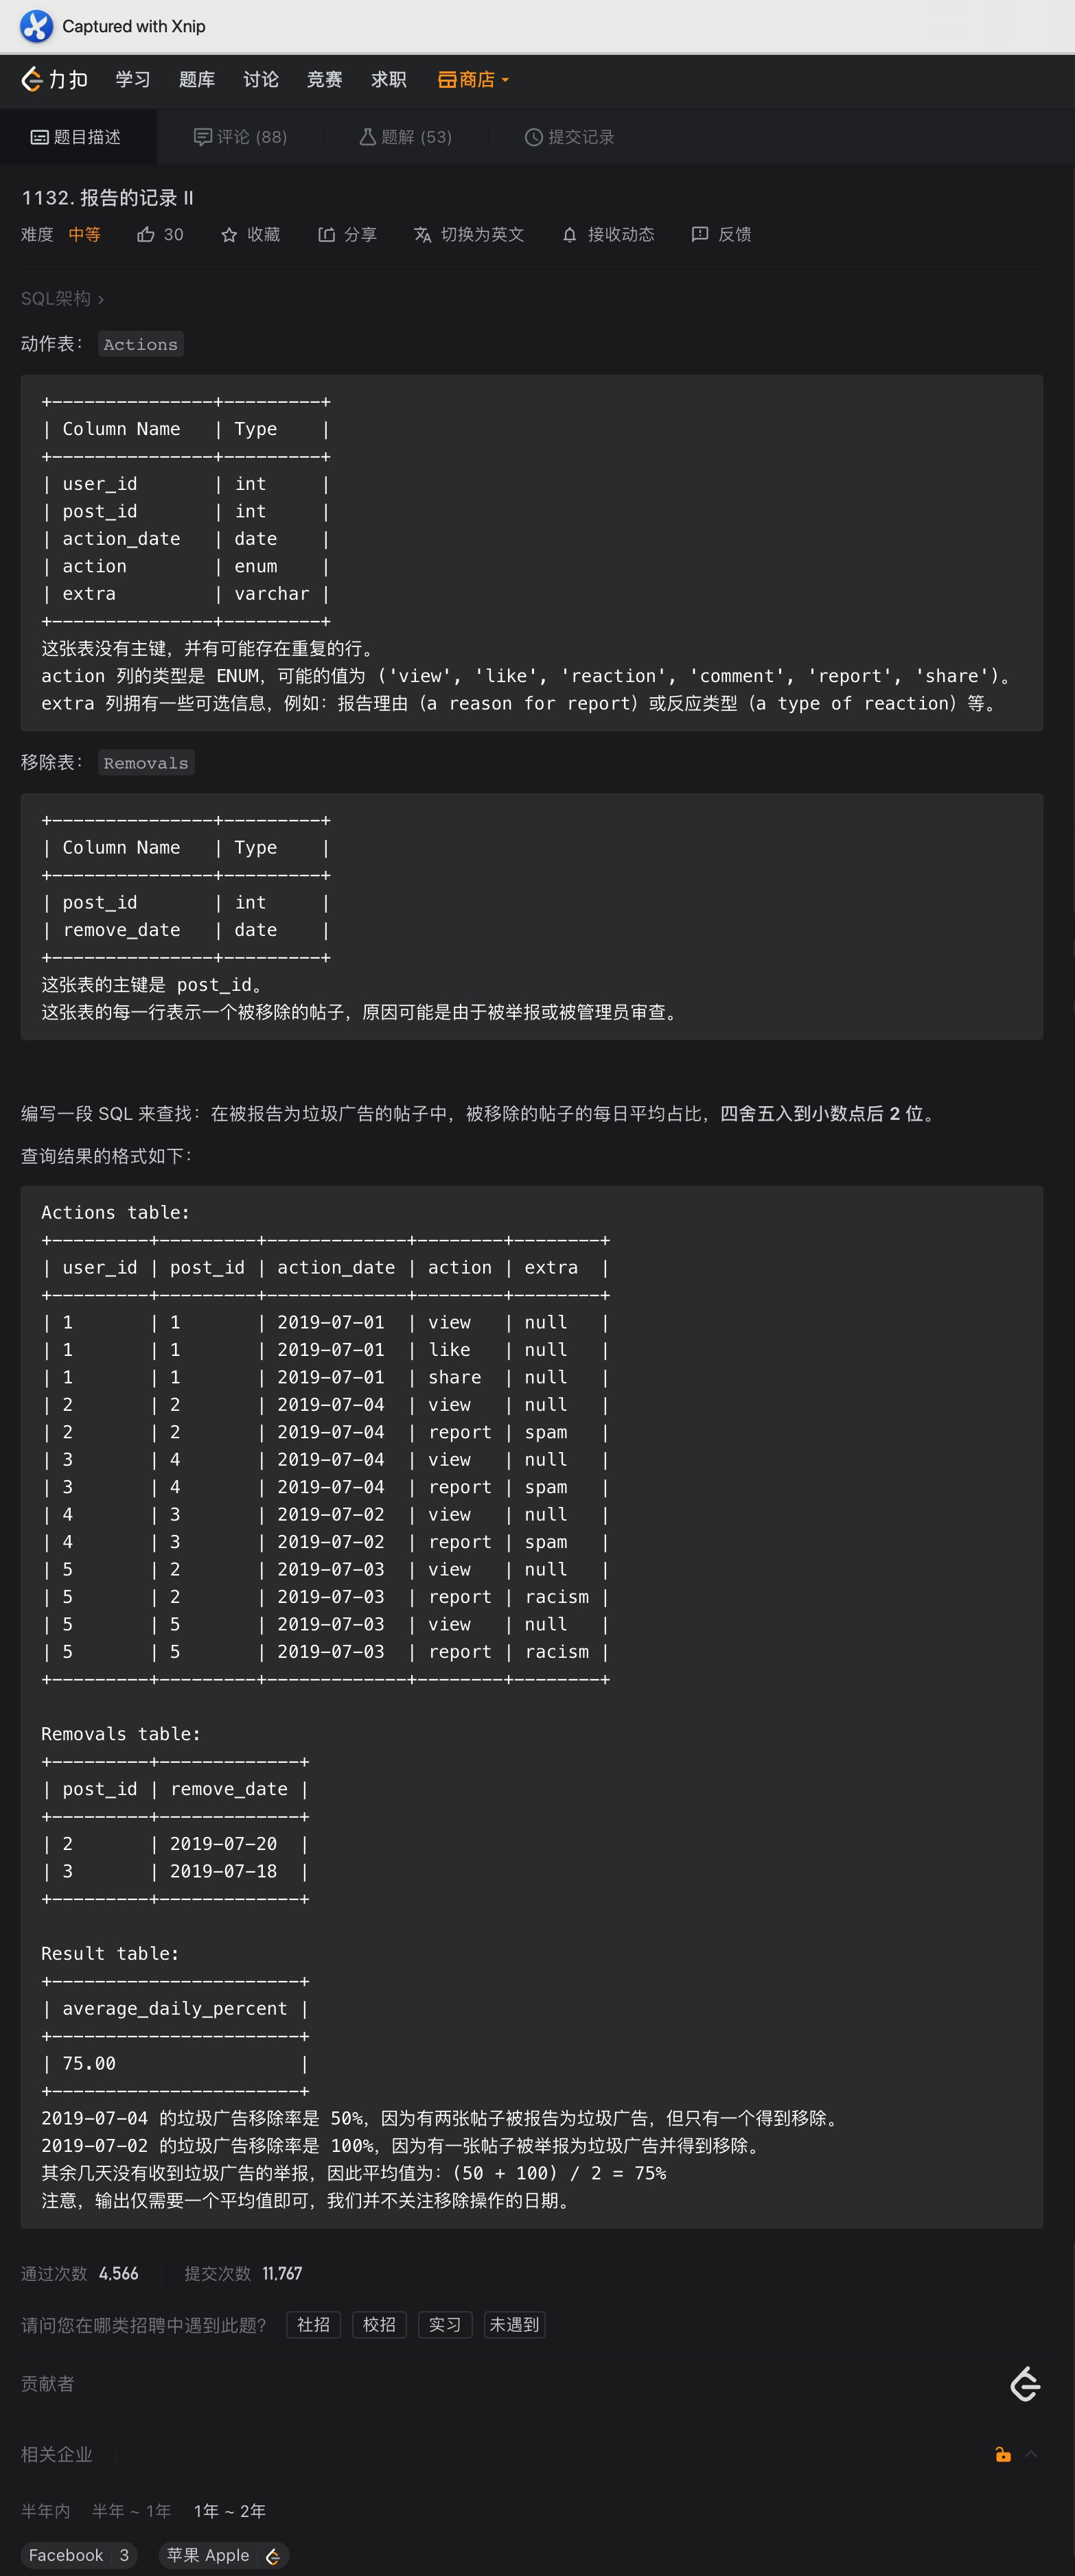 Captured with Xnip
力扣 学习 题库 讨论 竞赛 求职 商店
题目描述 评论 (88) 题解 (53) 提交记录
1132. 报告的记录 II
难度 中等 30 收藏 分享 切换为英文 接收动态 反馈
SQL架构 ›
动作表： Actions
+---------------+---------+
| Column Name   | Type    |
+---------------+---------+
| user_id       | int     |
| post_id       | int     |
| action_date   | date    |
| action        | enum    |
| extra         | varchar |
+---------------+---------+
这张表没有主键，并有可能存在重复的行。
action 列的类型是 ENUM，可能的值为 ('view', 'like', 'reaction', 'comment', 'report', 'share')。
extra 列拥有一些可选信息，例如：报告理由（a reason for report）或反应类型（a type of reaction）等。
移除表： Removals
+---------------+---------+
| Column Name   | Type    |
+---------------+---------+
| post_id       | int     |
| remove_date   | date    |
+---------------+---------+
这张表的主键是 post_id。
这张表的每一行表示一个被移除的帖子，原因可能是由于被举报或被管理员审查。
编写一段 SQL 来查找：在被报告为垃圾广告的帖子中，被移除的帖子的每日平均占比，四舍五入到小数点后 2 位。
查询结果的格式如下：
Actions table:
+---------+---------+-------------+--------+--------+
| user_id | post_id | action_date | action | extra  |
+---------+---------+-------------+--------+--------+
| 1       | 1       | 2019-07-01  | view   | null   |
| 1       | 1       | 2019-07-01  | like   | null   |
| 1       | 1       | 2019-07-01  | share  | null   |
| 2       | 2       | 2019-07-04  | view   | null   |
| 2       | 2       | 2019-07-04  | report | spam   |
| 3       | 4       | 2019-07-04  | view   | null   |
| 3       | 4       | 2019-07-04  | report | spam   |
| 4       | 3       | 2019-07-02  | view   | null   |
| 4       | 3       | 2019-07-02  | report | spam   |
| 5       | 2       | 2019-07-03  | view   | null   |
| 5       | 2       | 2019-07-03  | report | racism |
| 5       | 5       | 2019-07-03  | view   | null   |
| 5       | 5       | 2019-07-03  | report | racism |
+---------+---------+-------------+--------+--------+
Removals table:
+---------+-------------+
| post_id | remove_date |
+---------+-------------+
| 2       | 2019-07-20  |
| 3       | 2019-07-18  |
+---------+-------------+
Result table:
+-----------------------+
| average_daily_percent |
+-----------------------+
| 75.00                 |
+-----------------------+
2019-07-04 的垃圾广告移除率是 50%，因为有两张帖子被报告为垃圾广告，但只有一个得到移除。
2019-07-02 的垃圾广告移除率是 100%，因为有一张帖子被举报为垃圾广告并得到移除。
其余几天没有收到垃圾广告的举报，因此平均值为：(50 + 100) / 2 = 75%
注意，输出仅需要一个平均值即可，我们并不关注移除操作的日期。
通过次数 4,566 提交次数 11,767
请问您在哪类招聘中遇到此题？ 社招 校招 实习 未遇到
贡献者
相关企业
半年内 半年 ~ 1年 1年 ~ 2年
Facebook 3 苹果 Apple